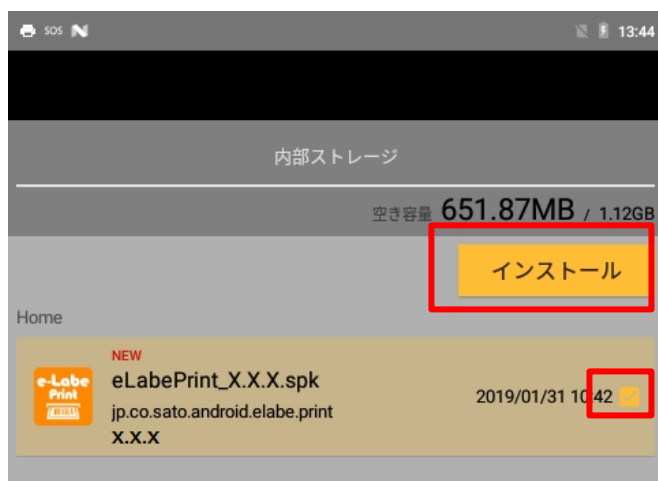 SOS
13:44
内部ストレージ
空き容量 651.87MB / 1.12GB
インストール
Home
NEW
e-Labe
Print
eLabePrint_X.X.X.spk
2019/01/31 10:42
jp.co.sato.android.elabe.print
X.X.X